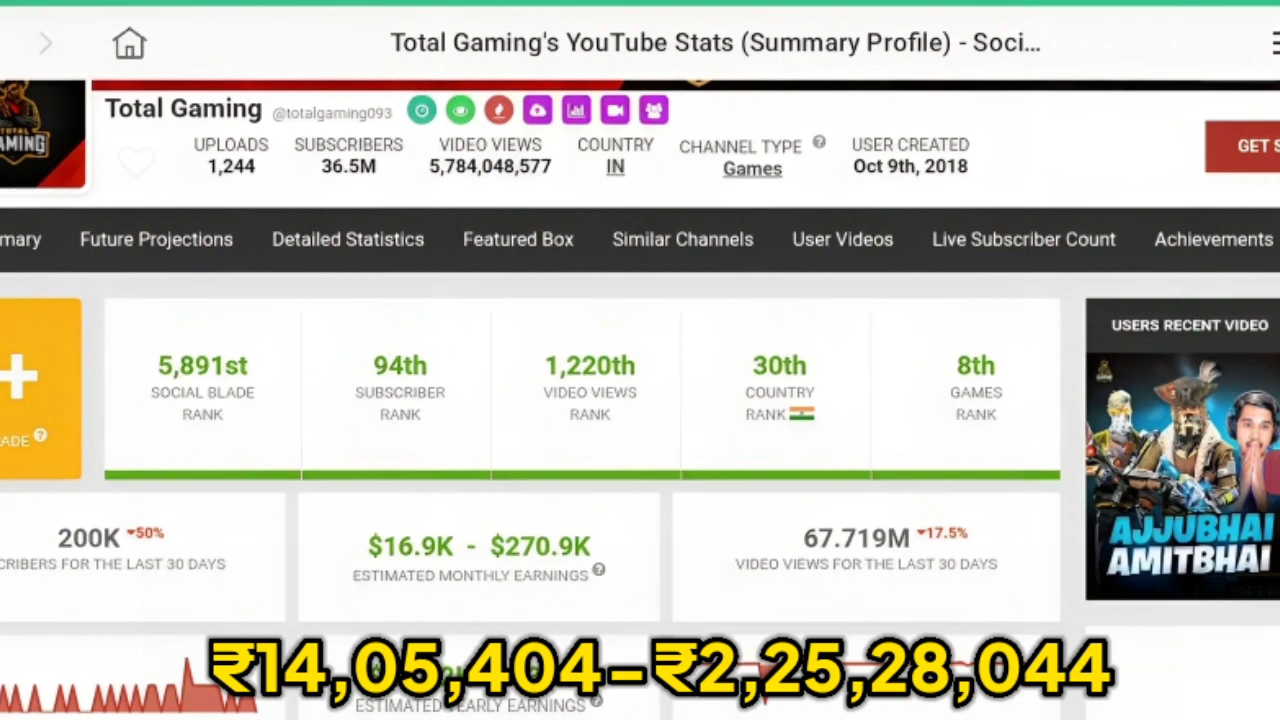 Total Gaming's YouTube Stats (Summary Profile) - Soci...
TOTAL
Total Gaming @totalgaming093
UPLOADS SUBSCRIBERS VIDEO VIEWS COUNTRY CHANNEL TYPE USER CREATED
1,244 36.5M 5,784,048,577 IN Games Oct 9th, 2018
GET S
mary Future Projections Detailed Statistics Featured Box Similar Channels User Videos Live Subscriber Count Achievements
5,891st 94th 1,220th 30th 8th
SOCIAL BLADE SUBSCRIBER VIDEO VIEWS COUNTRY GAMES
RANK RANK RANK RANK RANK
ADE
USERS RECENT VIDEO
AJJUBHAI
AMITBHAI
200K 50%
CRIBERS FOR THE LAST 30 DAYS
$16.9K - $270.9K
ESTIMATED MONTHLY EARNINGS
67.719M 17.5%
VIDEO VIEWS FOR THE LAST 30 DAYS
₹14,05,404–₹2,25,28,044
ESTIMATED YEARLY EARNINGS